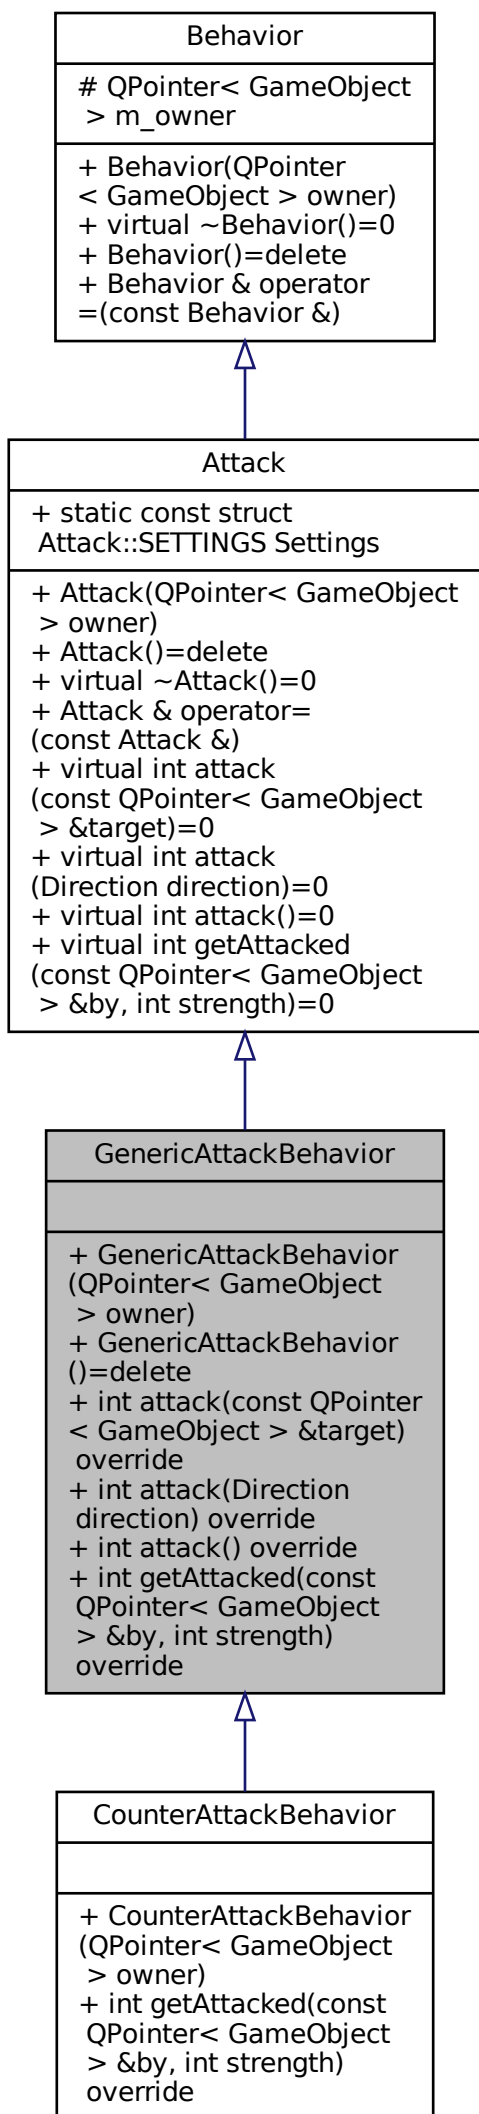 Behavior
# QPointer< GameObject
> m_owner
+ Behavior(QPointer
< GameObject > owner)
+ virtual ~Behavior()=0
+ Behavior()=delete
+ Behavior & operator
=(const Behavior &)
Attack
+ static const struct
Attack::SETTINGS Settings
+ Attack(QPointer< GameObject
> owner)
+ Attack()=delete
+ virtual ~Attack()=0
+ Attack & operator=
(const Attack &)
+ virtual int attack
(const QPointer< GameObject
> &target)=0
+ virtual int attack
(Direction direction)=0
+ virtual int attack()=0
+ virtual int getAttacked
(const QPointer< GameObject
> &by, int strength)=0
GenericAttackBehavior
+ GenericAttackBehavior
(QPointer< GameObject
> owner)
+ GenericAttackBehavior
()=delete
+ int attack(const QPointer
< GameObject > &target)
override
+ int attack(Direction
direction) override
+ int attack() override
+ int getAttacked(const
QPointer< GameObject
> &by, int strength)
override
CounterAttackBehavior
+ CounterAttackBehavior
(QPointer< GameObject
> owner)
+ int getAttacked(const
QPointer< GameObject
> &by, int strength)
override